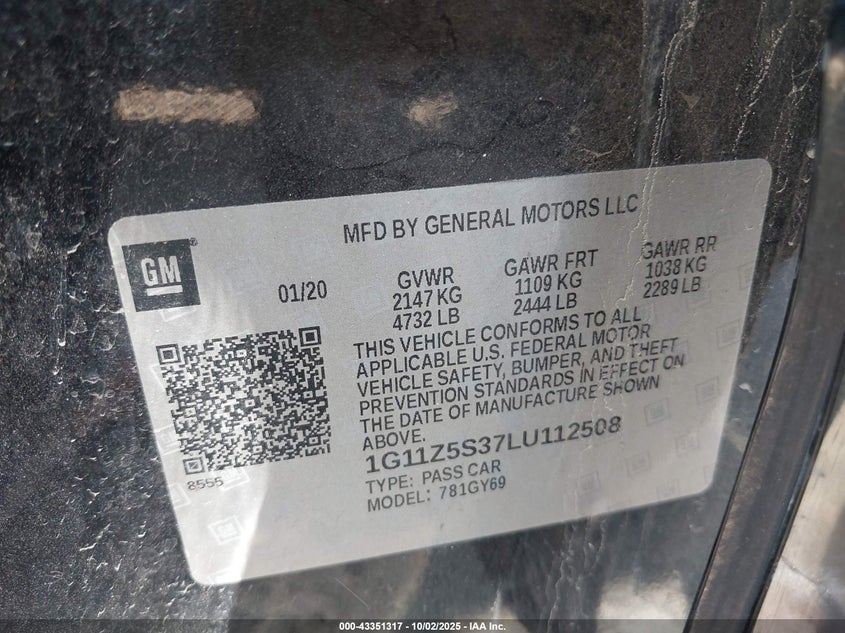 MFD BY GENERAL MOTORS LLC
GM®
01/20
GVWR
2147 KG
4732 LB
GAWR FRT
1109 KG
2444 LB
GAWR RR
1038 KG
2289 LB
THIS VEHICLE CONFORMS TO ALL
APPLICABLE U.S. FEDERAL MOTOR
VEHICLE SAFETY, BUMPER, AND THEFT
PREVENTION STANDARDS IN EFFECT ON
THE DATE OF MANUFACTURE SHOWN
ABOVE.
1G11Z5S37LU112508
TYPE: PASS CAR
MODEL: 781GY69
8555
000-43351317 - 10/02/2025 - IAA Inc.